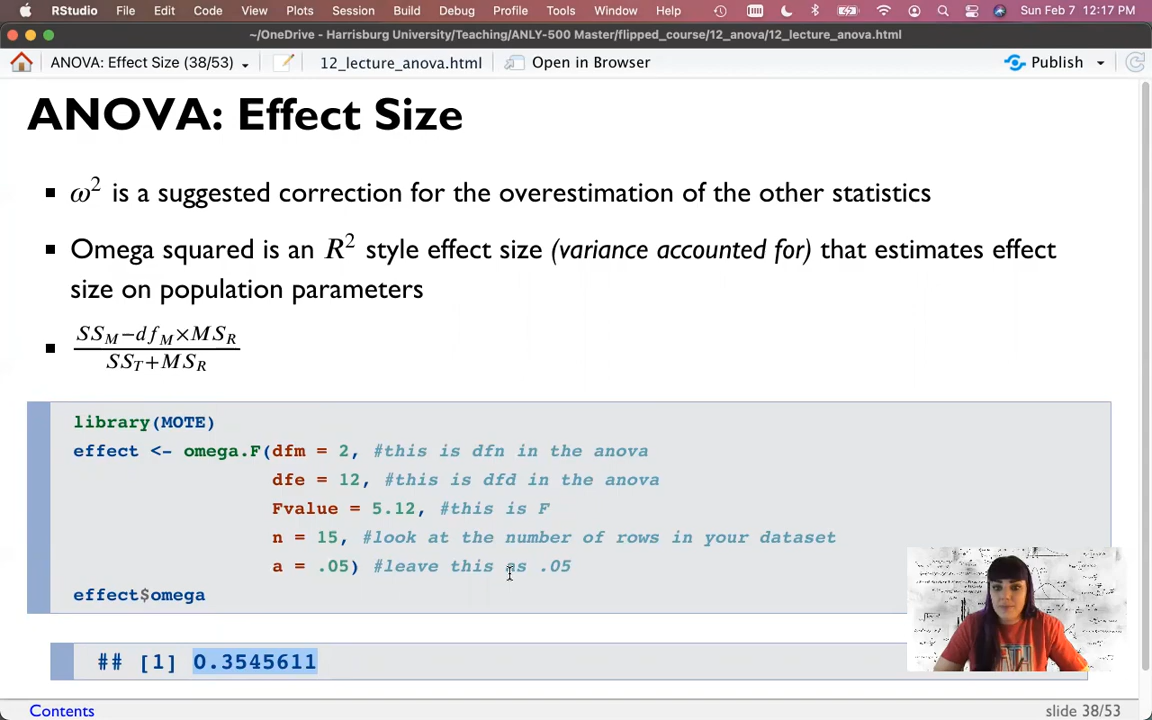 RStudio File Edit Code View Plots Session Build Debug Profile Tools Window Help Sun Feb 7 12:17 PM
~/OneDrive - Harrisburg University/Teaching/ANLY-500 Master/flipped_course/12_anova/12_lecture_anova.html
ANOVA: Effect Size (38/53) 12_lecture_anova.html Open in Browser Publish
ANOVA: Effect Size
ω² is a suggested correction for the overestimation of the other statistics
Omega squared is an R² style effect size (variance accounted for) that estimates effect
size on population parameters
SS_M−df_M×MS_R
SS_T+MS_R
library(MOTE)
effect <- omega.F(dfm = 2, #this is dfn in the anova
dfe = 12, #this is dfd in the anova
Fvalue = 5.12, #this is F
n = 15, #look at the number of rows in your dataset
a = .05) #leave this as .05
effect$omega
## [1] 0.3545611
Contents slide 38/53